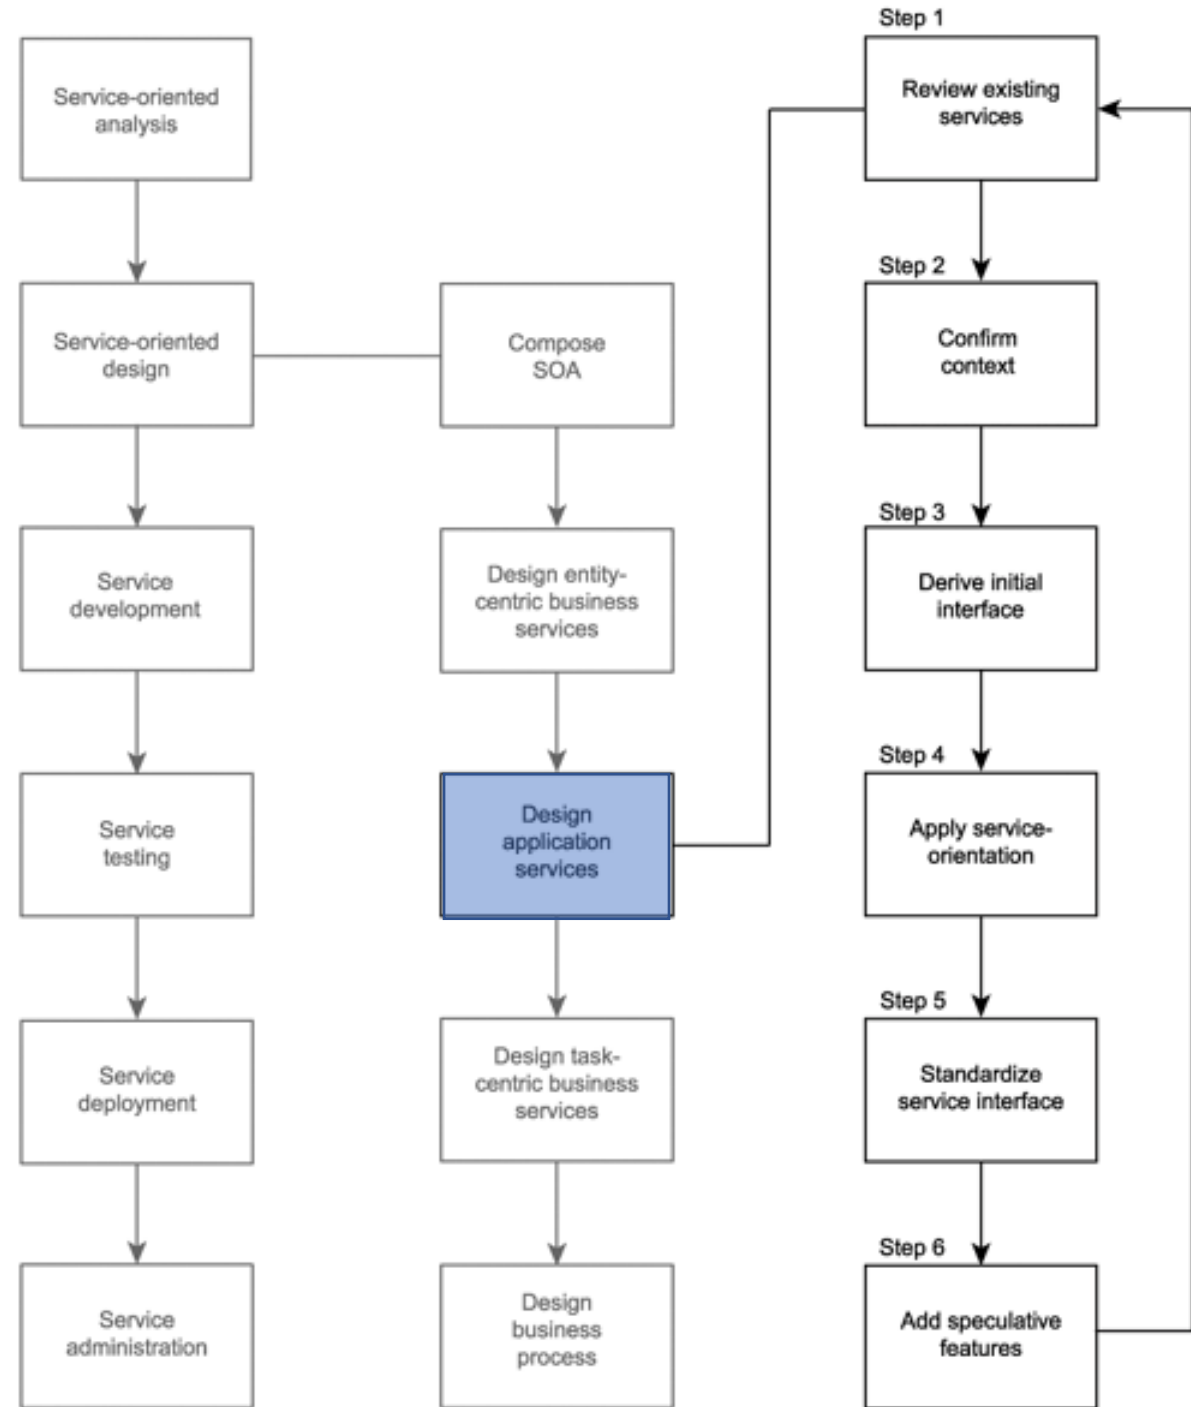 Service-oriented
analysis
Service-oriented
design
Service
development
Service
testing
Service
deployment
Service
administration
Compose
SOA
Design entity-
centric business
services
Design
application
services
Design task-
centric business
services
Design
business
process
Step 1
Review existing
services
Step 2
Confirm
context
Step 3
Derive initial
interface
Step 4
Apply service-
orientation
Step 5
Standardize
service interface
Step 6
Add speculative
features